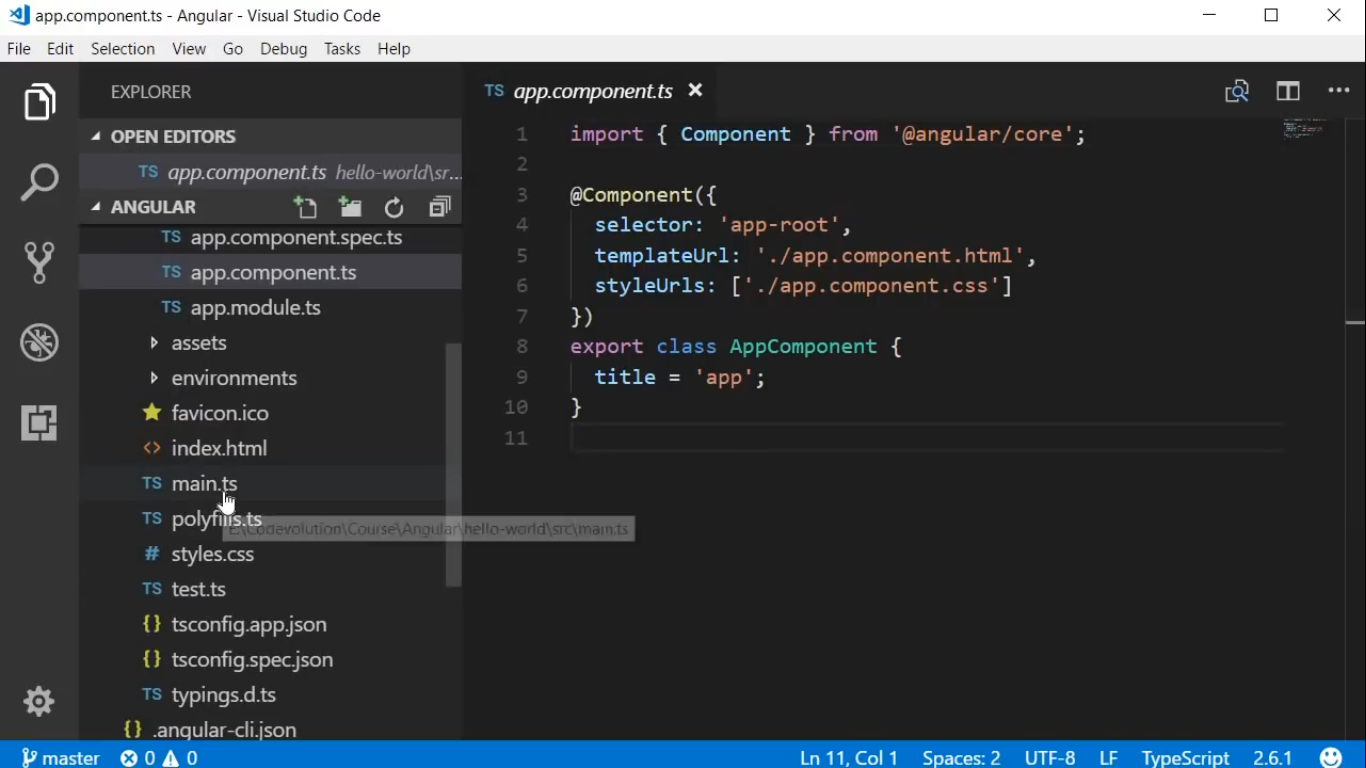 app.component.ts - Angular - Visual Studio Code
File Edit Selection View Go Debug Tasks Help
EXPLORER
OPEN EDITORS
TS app.component.ts hello-world\sr...
ANGULAR
TS app.component.spec.ts
TS app.component.ts
TS app.module.ts
assets
environments
favicon.ico
<> index.html
TS main.ts
TS polyfills.ts
E:\Codevolution\Course\Angular\hello-world\src\main.ts
# styles.css
TS test.ts
{} tsconfig.app.json
{} tsconfig.spec.json
TS typings.d.ts
{} .angular-cli.json
TS app.component.ts
1 import { Component } from '@angular/core';
2
3 @Component({
4 selector: 'app-root',
5 templateUrl: './app.component.html',
6 styleUrls: ['./app.component.css']
7 })
8 export class AppComponent {
9 title = 'app';
10 }
11
master 0 0 Ln 11, Col 1 Spaces: 2 UTF-8 LF TypeScript 2.6.1